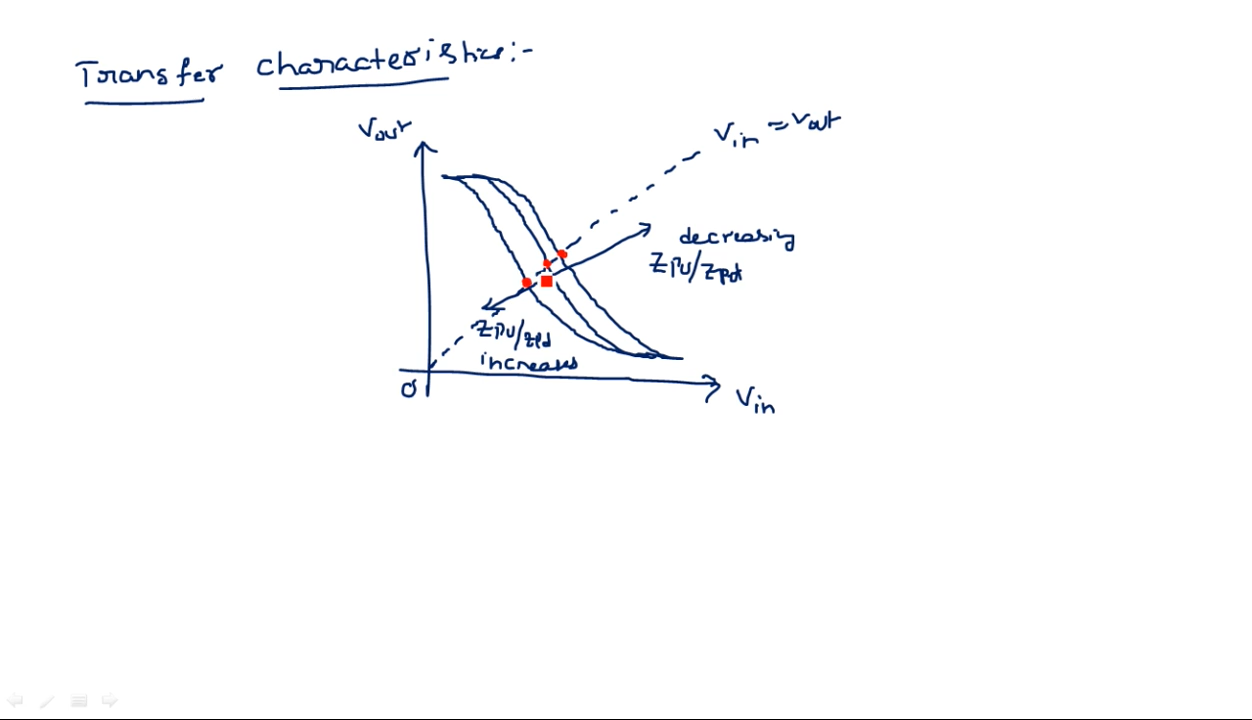 Transfer characteristics:-
Vout
Vin = Vout
decreasing
Zpu/Zpd
Zpu/Zpd
increases
0
Vin